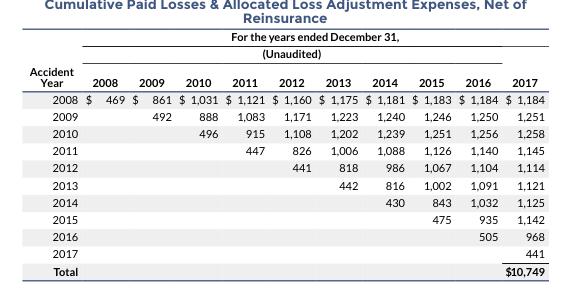 Cumulative Paid Losses & Allocated Loss Adjustment Expenses, Net of
Reinsurance
For the years ended December 31,
(Unaudited)
Accident
Year 2008 2009 2010 2011 2012 2013 2014 2015 2016 2017
2008 $ 469 $ 861 $ 1,031 $ 1,121 $ 1,160 $ 1,175 $ 1,181 $ 1,183 $ 1,184 $ 1,184
2009 492 888 1,083 1,171 1,223 1,240 1,246 1,250 1,251
2010 496 915 1,108 1,202 1,239 1,251 1,256 1,258
2011 447 826 1,006 1,088 1,126 1,140 1,145
2012 441 818 986 1,067 1,104 1,114
2013 442 816 1,002 1,091 1,121
2014 430 843 1,032 1,125
2015 475 935 1,142
2016 505 968
2017 441
Total $10,749